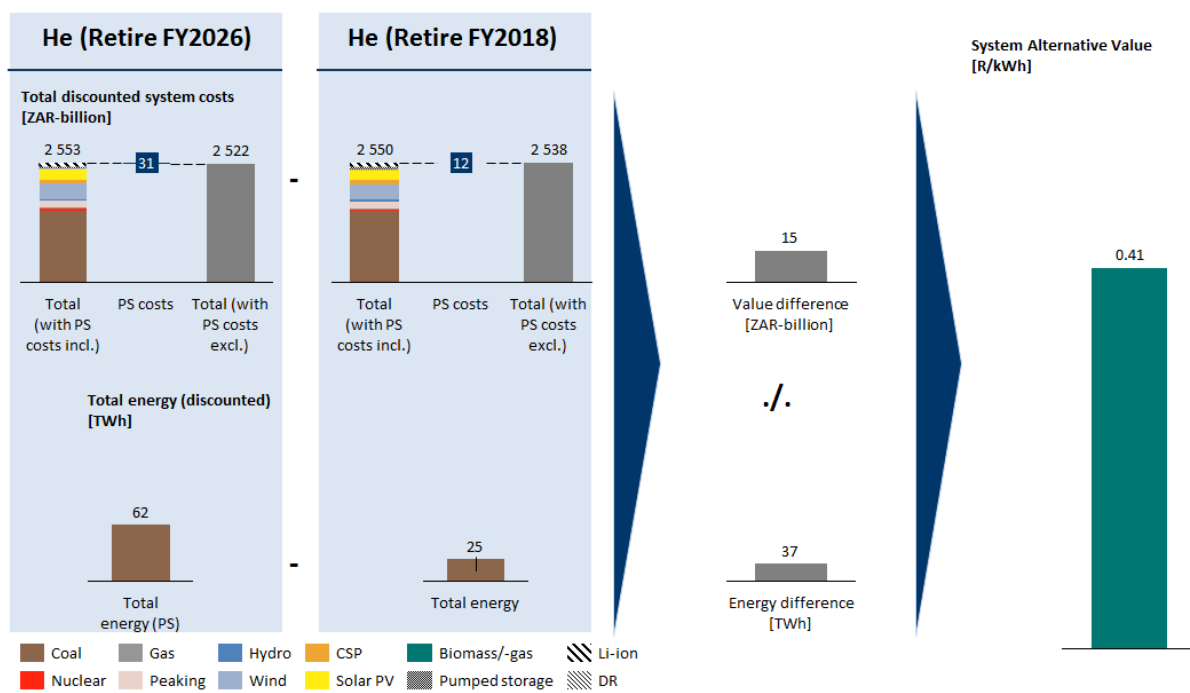 He (Retire FY2026)
He (Retire FY2018)
System Alternative Value
[R/kWh]
Total discounted system costs
[ZAR-billion]
2 553
31
2 522
-
2 550
12
2 538
Total
(with PS
costs incl.)
PS costs
Total (with
PS costs
excl.)
Total
(with PS
costs incl.)
PS costs
Total (with
PS costs
excl.)
15
Value difference
[ZAR-billion]
0.41
./.
Total energy (discounted)
[TWh]
62
Total
energy (PS)
-
25
Total energy
37
Energy difference
[TWh]
Coal
Gas
Hydro
CSP
Biomass/-gas
Li-ion
Nuclear
Peaking
Wind
Solar PV
Pumped storage
DR